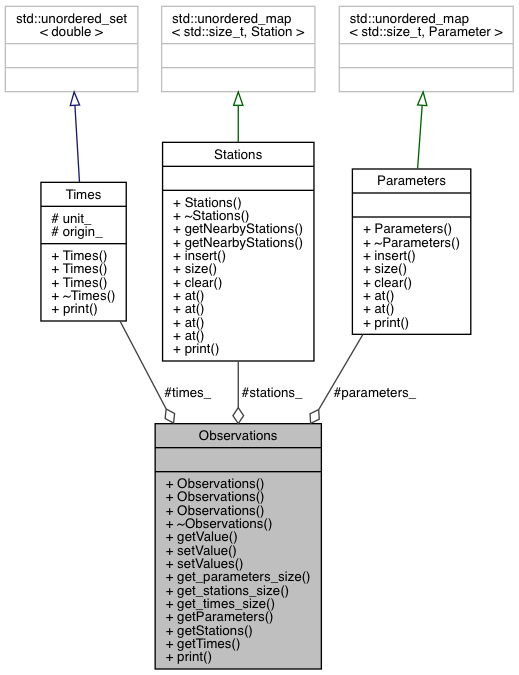 std::unordered_set
< double >
std::unordered_map
< std::size_t, Station >
std::unordered_map
< std::size_t, Parameter >
Times
# unit_
# origin_
+ Times()
+ Times()
+ Times()
+ ~Times()
+ print()
Stations
+ Stations()
+ ~Stations()
+ getNearbyStations()
+ getNearbyStations()
+ insert()
+ size()
+ clear()
+ at()
+ at()
+ at()
+ at()
+ print()
Parameters
+ Parameters()
+ ~Parameters()
+ insert()
+ size()
+ clear()
+ at()
+ at()
+ print()
#times_
#stations_
#parameters_
Observations
+ Observations()
+ Observations()
+ Observations()
+ ~Observations()
+ getValue()
+ setValue()
+ setValues()
+ get_parameters_size()
+ get_stations_size()
+ get_times_size()
+ getParameters()
+ getStations()
+ getTimes()
+ print()